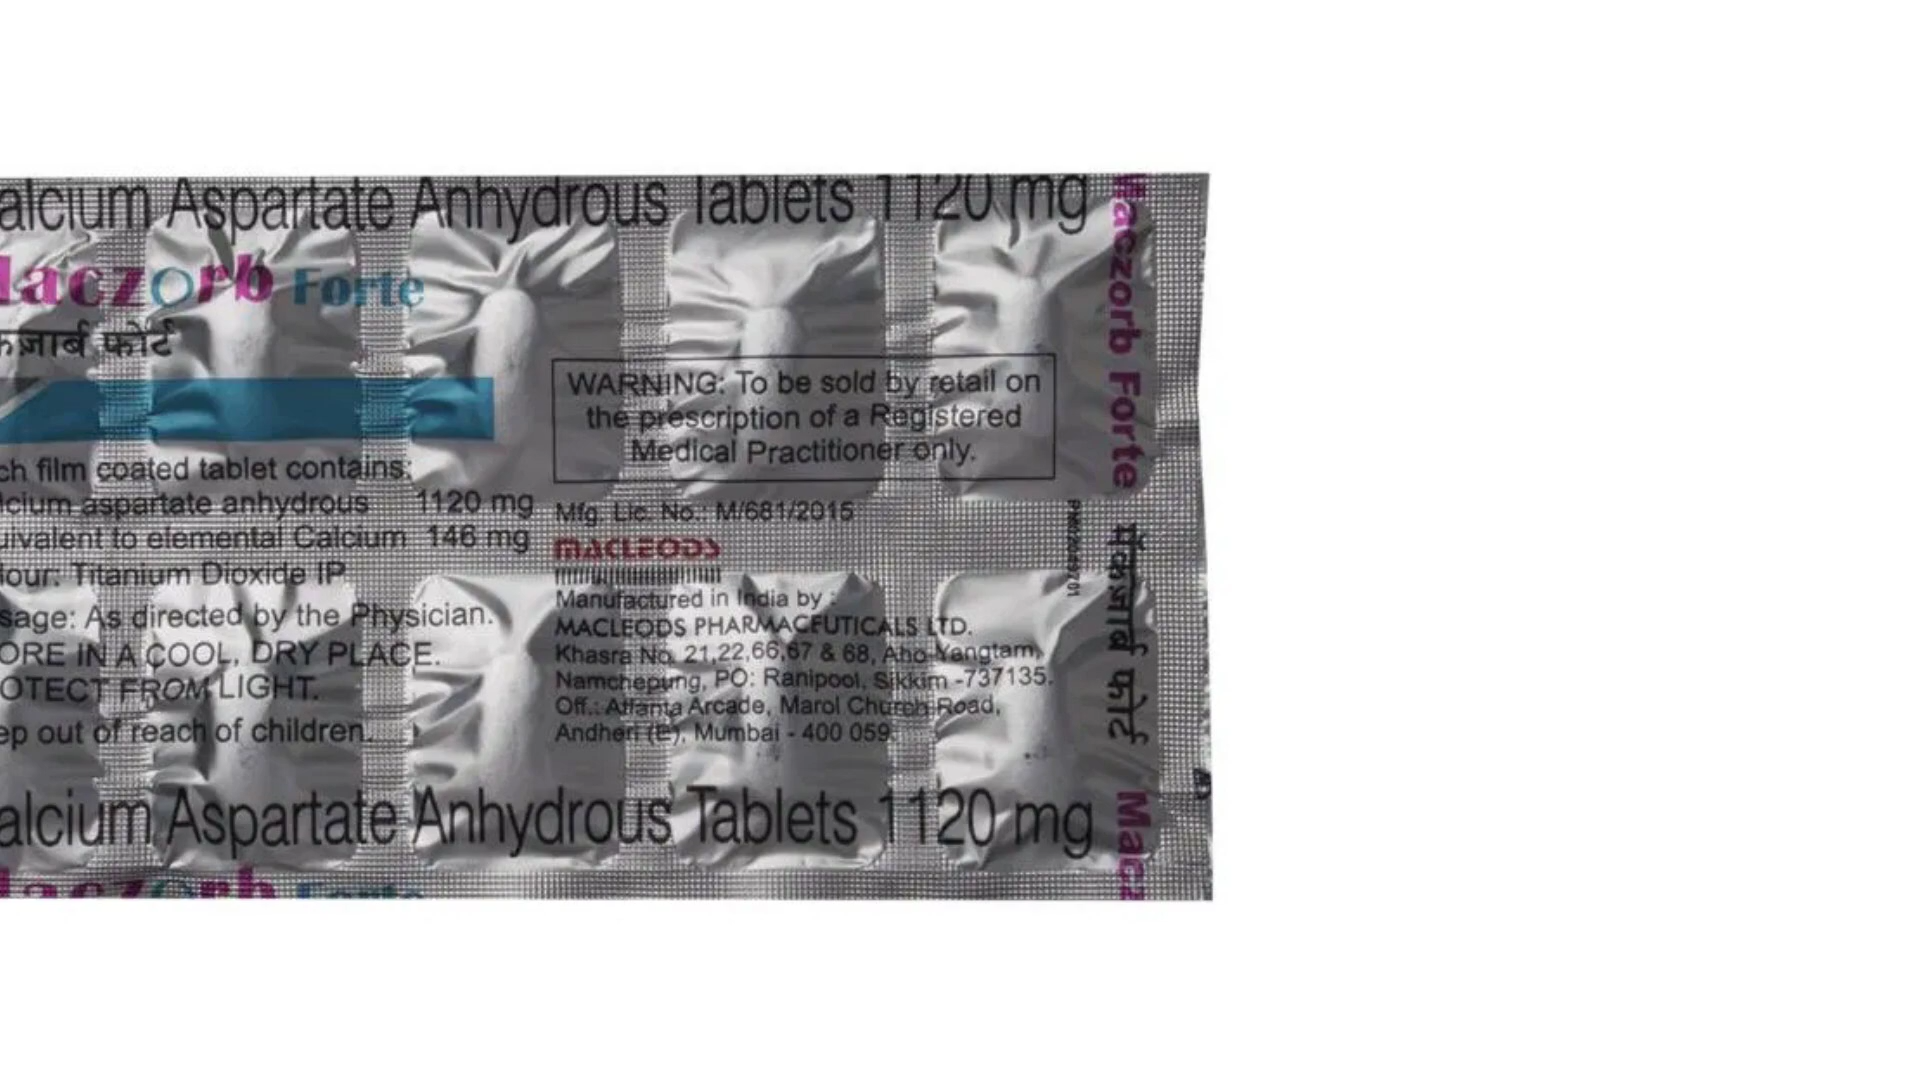 alcium Aspartate Anhydrous Tablets 1120 mg
aczorb Forte
कज़ार्ब फोर्ट
WARNING: To be sold by retail on
the prescription of a Registered
Medical Practitioner only.
ch film coated tablet contains:
lcium aspartate anhydrous 1120 mg
uivalent to elemental Calcium 146 mg
lour: Titanium Dioxide IP
sage: As directed by the Physician.
ORE IN A COOL, DRY PLACE.
OTECT FROM LIGHT.
ep out of reach of children.
Mfg. Lic. No.: M/681/2015
MACLEODS
Manufactured in India by :
MACLEODS PHARMACEUTICALS LTD.
Khasra No. 21,22,66,67 & 68, Aho-Yangtam,
Namchepung, PO: Ranipool, Sikkim -737135.
Off.: Atlanta Arcade, Marol Church Road,
Andheri (E), Mumbai - 400 059.
alcium Aspartate Anhydrous Tablets 1120 mg
aczorb Forte
Maczorb Forte
मॅकज़ार्ब फोर्ट
Macz